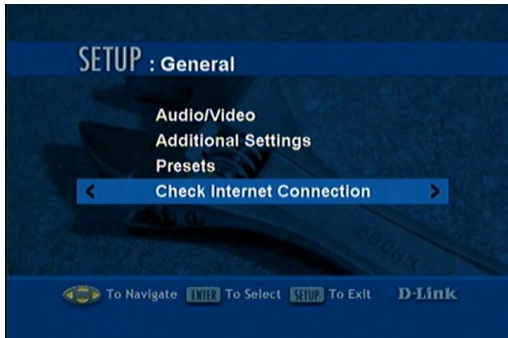 SETUP : General
Audio/Video
Additional Settings
Presets
< Check Internet Connection >
To Navigate ENTER To Select SETUP To Exit D-Link